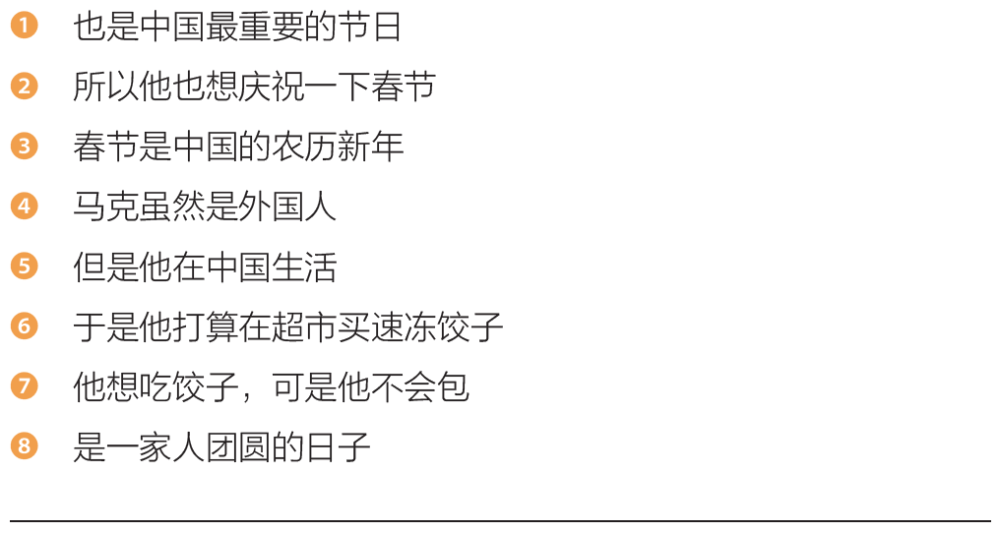 1 也是中国最重要的节日
2 所以他也想庆祝一下春节
3 春节是中国的农历新年
4 马克虽然是外国人
5 但是他在中国生活
6 于是他打算在超市买速冻饺子
7 他想吃饺子，可是他不会包
8 是一家人团圆的日子